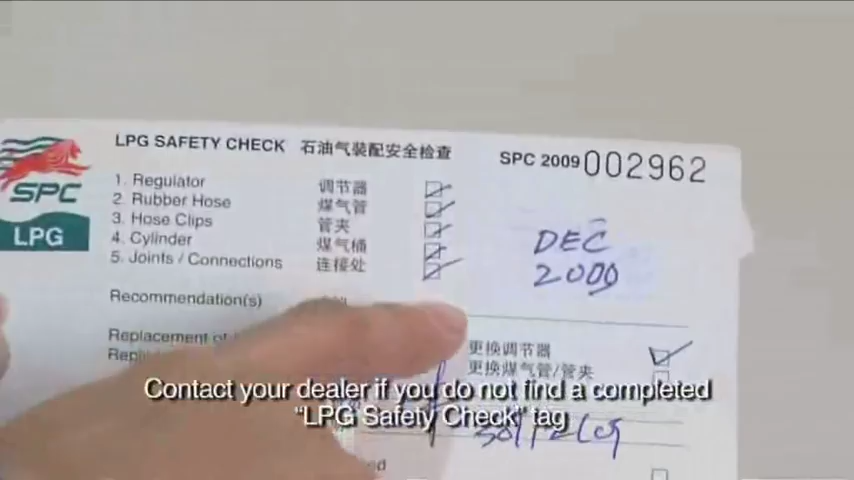 LPG SAFETY CHECK 石油气装配安全检查
SPC 2009 002962
SPC
LPG
1. Regulator 调节器
2. Rubber Hose 煤气管
3. Hose Clips 管夹
4. Cylinder 煤气桶
5. Joints / Connections 连接处
DEC
2009
Recommendation(s)
Replacement of
更换调节器
更换煤气管/管夹
Contact your dealer if you do not find a completed
“LPG Safety Check” tag